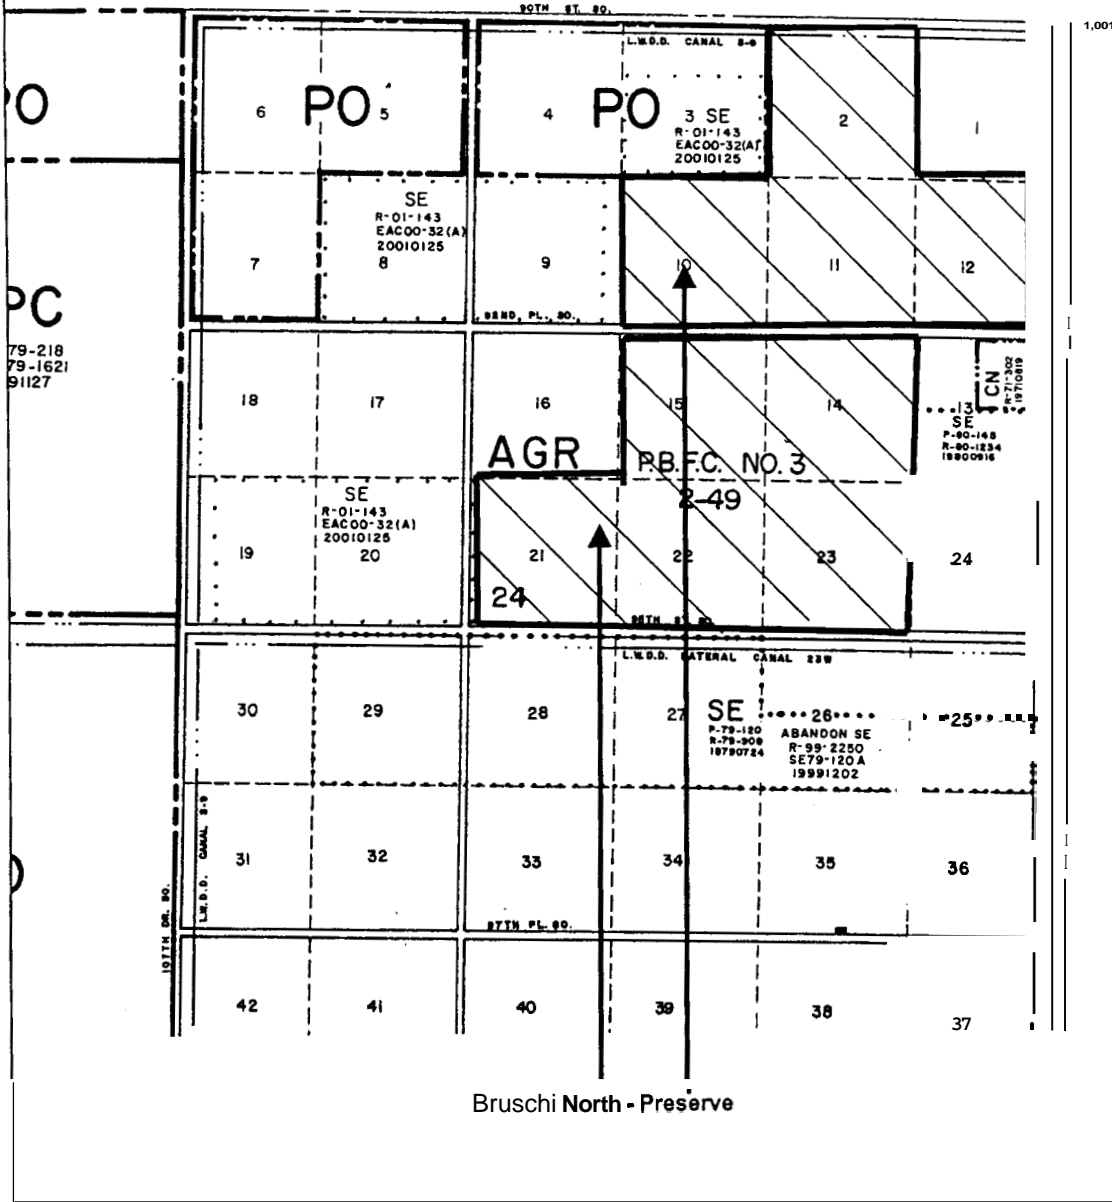 90TH ST. SO.
1,001
L.W.D.D. CANAL S-9
PO
6
PO
5
4
PO
3 SE
R-01-143
EAC00-32(A)
20010125
2
1
SE
R-01-143
EAC00-32(A)
20010125
7
8
9
10
11
12
PC
92ND. PL. SO.
79-218
79-1621
91127
18
17
16
15
14
CN
R-71-302
19710819
13
SE
P-80-145
R-80-1234
19800916
AGR
P.B.F.C. NO. 3
2-49
SE
R-01-143
EAC00-32(A)
20010125
19
20
21
22
23
24
24
95TH ST. SO.
L.W.D.D. LATERAL CANAL 23W
30
29
28
27
SE
P-79-120
R-79-908
19790724
26
ABANDON SE
R-99-2250
SE79-120A
19991202
25
L.W.D.D. CANAL S-9
31
32
33
34
35
36
97TH PL. SO.
107TH DR. SO.
42
41
40
39
38
37
Bruschi North - Preserve